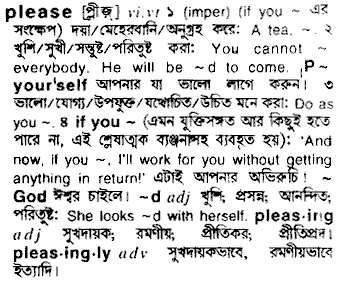 please [প্লীজ়] vi,vt ১ (imper) (if you ~ এর
সংক্ষেপ) দয়া/মেহেরবানি/অনুগ্রহ করে: A tea, ~. ২
খুশি/সুখী/সন্তুষ্ট/পরিতুষ্ট করা: You cannot ~
everybody. He will be ~d to come. ¡P~
your'self আপনার যা ভালো লাগে করুন। ৩
ভালো/যোগ্য/উপযুক্ত/যথোচিত/উচিত মনে করা: Do as
you ~. ৪ if you ~ (এমন যুক্তিসঙ্গত আর কিছুই হতে
পারে না, এই শ্লেষাত্মক ব্যঞ্জনাসহ ব্যবহৃত হয়): 'And
now, if you ~, I'll work for you without getting
anything in return!' এটাই আপনার অভিরুচি! ~
God ঈশ্বর চাইলে। ~d adj খুশি; প্রসন্ন; আনন্দিত;
পরিতুষ্ট: She looks ~d with herself. pleas·ing
adj সুখদায়ক; রমণীয়; প্রীতিকর; প্রীতিপ্রদ।
pleas·ing·ly adv সুখদায়কভাবে, রমণীয়ভাবে
ইত্যাদি।